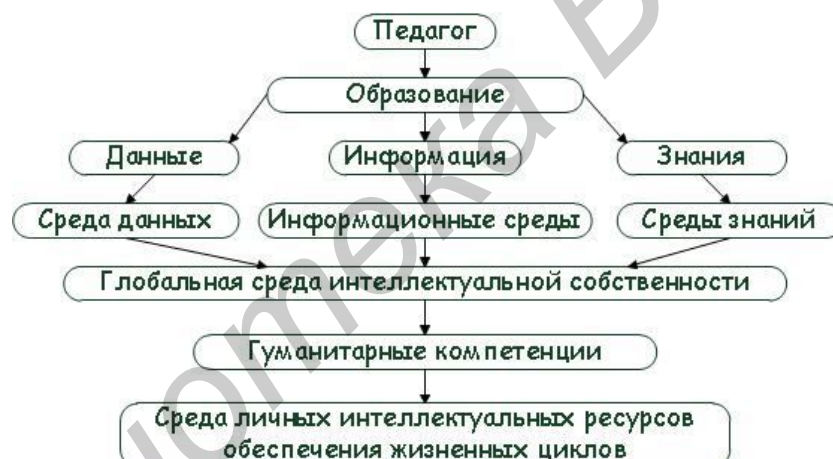 Педагог
Образование
Данные Информация Знания
Среда данных Информационные среды Среды знаний
Глобальная среда интеллектуальной собственности
Гуманитарные компетенции
Среда личных интеллектуальных ресурсов
обеспечения жизненных циклов